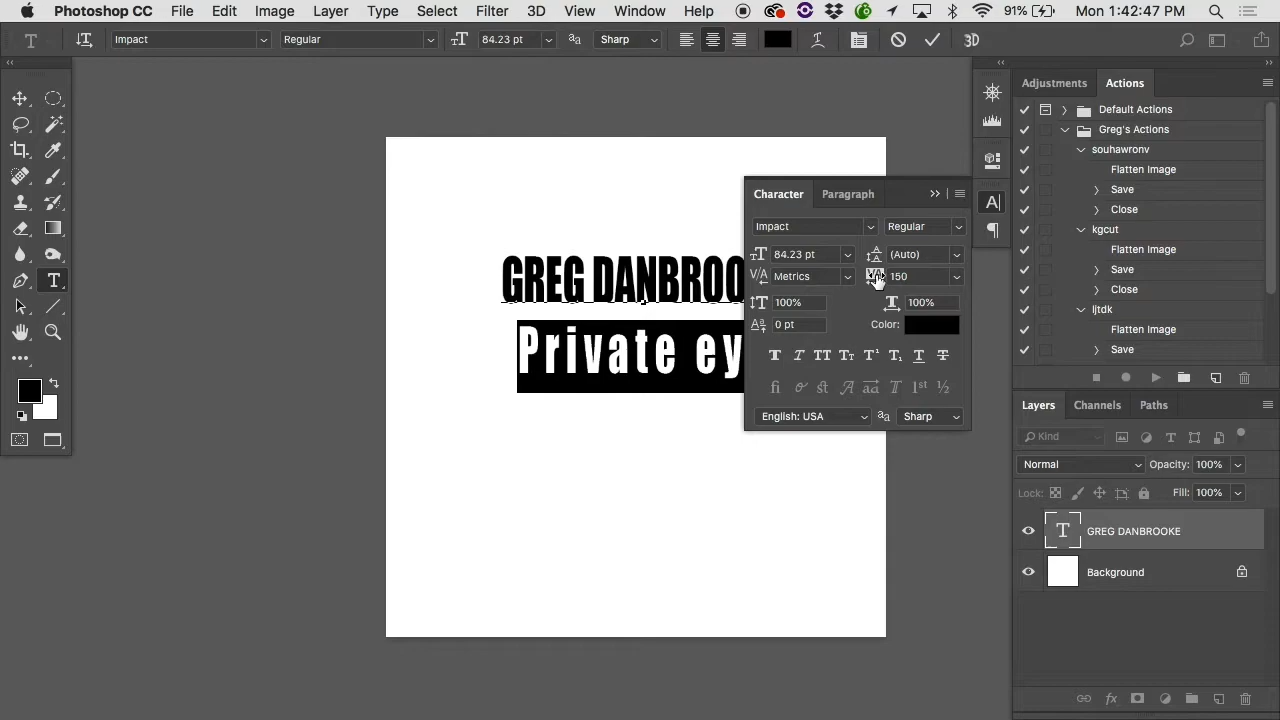 Photoshop CC File Edit Image Layer Type Select Filter 3D View Window Help 91% Mon 1:42:47 PM
Impact Regular 84.23 pt Sharp 3D
Adjustments Actions
Default Actions
Greg's Actions
souhawronv
Flatten Image
Save
Close
kgcut
Flatten Image
Save
Close
ljtdk
Flatten Image
Save
GREG DANBROO
Private ey
Character Paragraph
Impact Regular
84.23 pt (Auto)
Metrics 150
100% 100%
0 pt Color:
English: USA Sharp
Layers Channels Paths
Kind
Normal Opacity: 100%
Lock: Fill: 100%
GREG DANBROOKE
Background